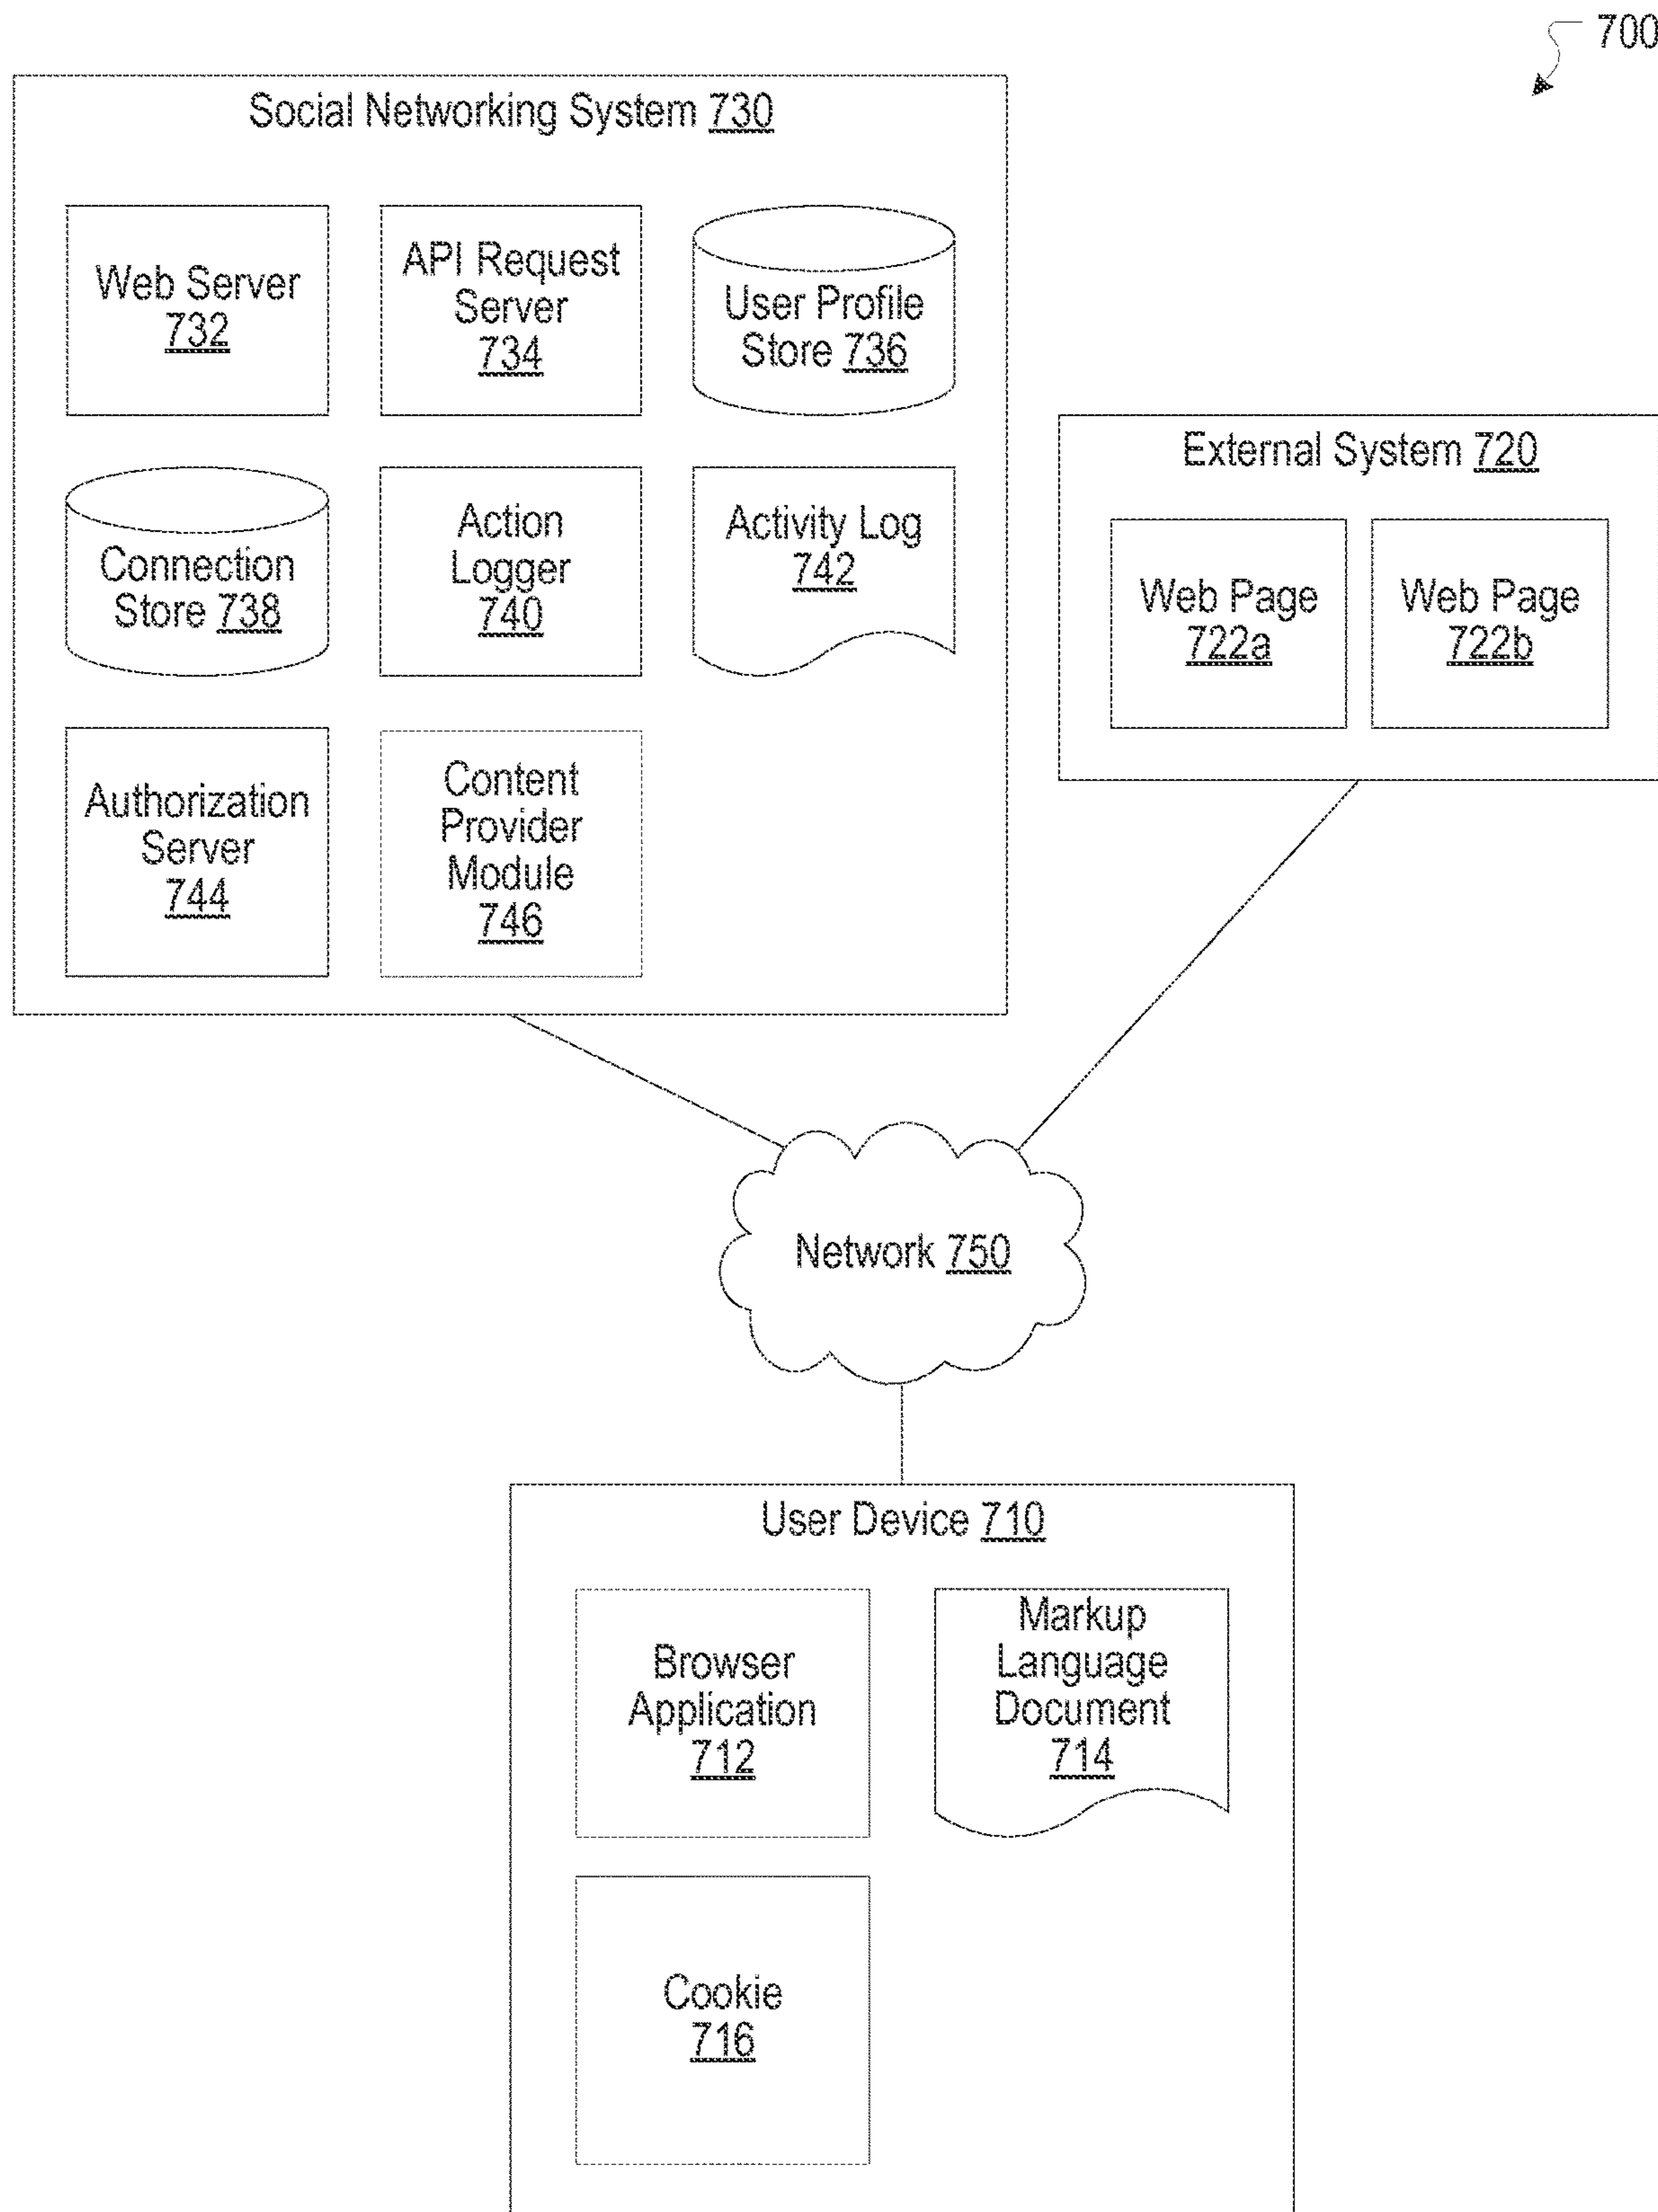 700
Social Networking System 730
Web Server
732
API Request
Server
734
User Profile
Store 736
Connection
Store 738
Action
Logger
740
Activity Log
742
Authorization
Server
744
Content
Provider
Module
746
External System 720
Web Page
722a
Web Page
722b
Network 750
User Device 710
Browser
Application
712
Markup
Language
Document
714
Cookie
716